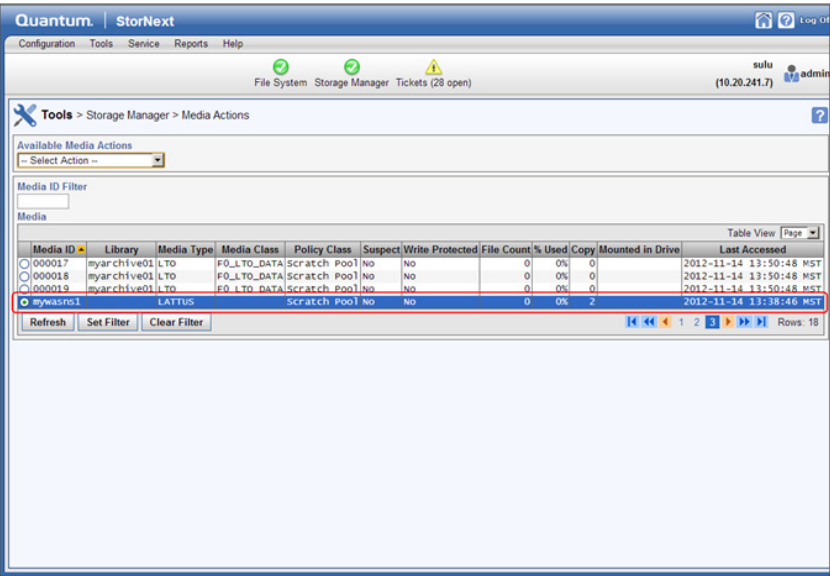 Quantum. | StorNext Log Of
Configuration Tools Service Reports Help
File System Storage Manager Tickets (28 open)
sulu
(10.20.241.7)
admin
Tools > Storage Manager > Media Actions
Available Media Actions
-- Select Action --
Media ID Filter
Media
Table View Page
Media ID Library Media Type Media Class Policy Class Suspect Write Protected File Count % Used Copy Mounted in Drive Last Accessed
000017 myarchive01 LTO F0_LTO_DATA Scratch Pool No No 0 0% 0 2012-11-14 13:50:48 MST
000018 myarchive01 LTO F0_LTO_DATA Scratch Pool No No 0 0% 0 2012-11-14 13:50:48 MST
000019 myarchive01 LTO F0_LTO_DATA Scratch Pool No No 0 0% 0 2012-11-14 13:50:48 MST
mywasns1 LATTUS Scratch Pool No No 0 0% 2 2012-11-14 13:38:46 MST
Refresh Set Filter Clear Filter 1 2 3 Rows: 18